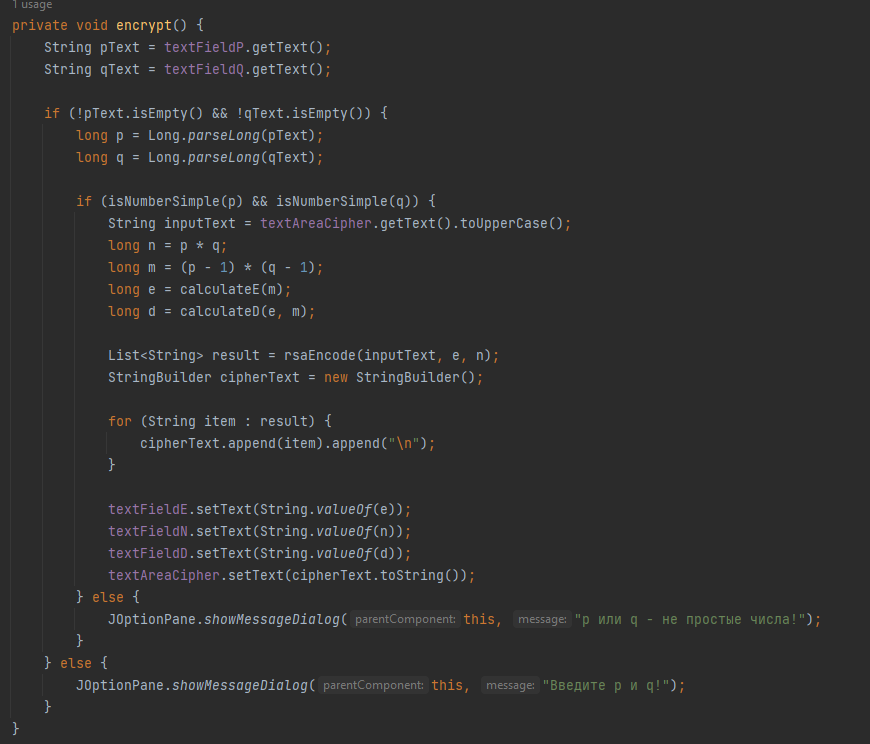 1 usage
private void encrypt() {
    String pText = textFieldP.getText();
    String qText = textFieldQ.getText();

    if (!pText.isEmpty() && !qText.isEmpty()) {
        long p = Long.parseLong(pText);
        long q = Long.parseLong(qText);

        if (isNumberSimple(p) && isNumberSimple(q)) {
            String inputText = textAreaCipher.getText().toUpperCase();
            long n = p * q;
            long m = (p - 1) * (q - 1);
            long e = calculateE(m);
            long d = calculateD(e, m);

            List<String> result = rsaEncode(inputText, e, n);
            StringBuilder cipherText = new StringBuilder();

            for (String item : result) {
                cipherText.append(item).append("\n");
            }

            textFieldE.setText(String.valueOf(e));
            textFieldN.setText(String.valueOf(n));
            textFieldD.setText(String.valueOf(d));
            textAreaCipher.setText(cipherText.toString());
        } else {
            JOptionPane.showMessageDialog( parentComponent: this, message: "p или q - не простые числа!");
        }
    } else {
        JOptionPane.showMessageDialog( parentComponent: this, message: "Введите p и q!");
    }
}